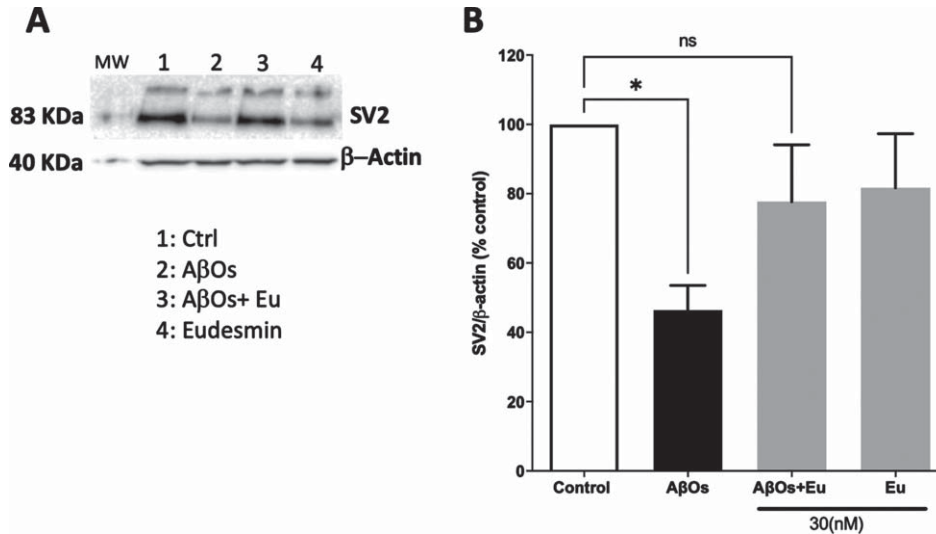 A
MW 1 2 3 4
83 KDa SV2
40 KDa β–Actin
1: Ctrl
2: AβOs
3: AβOs+ Eu
4: Eudesmin
B
ns
*
120
100
80
60
40
20
0
SV2/β-actin (% control)
Control AβOs AβOs+Eu Eu
30(nM)